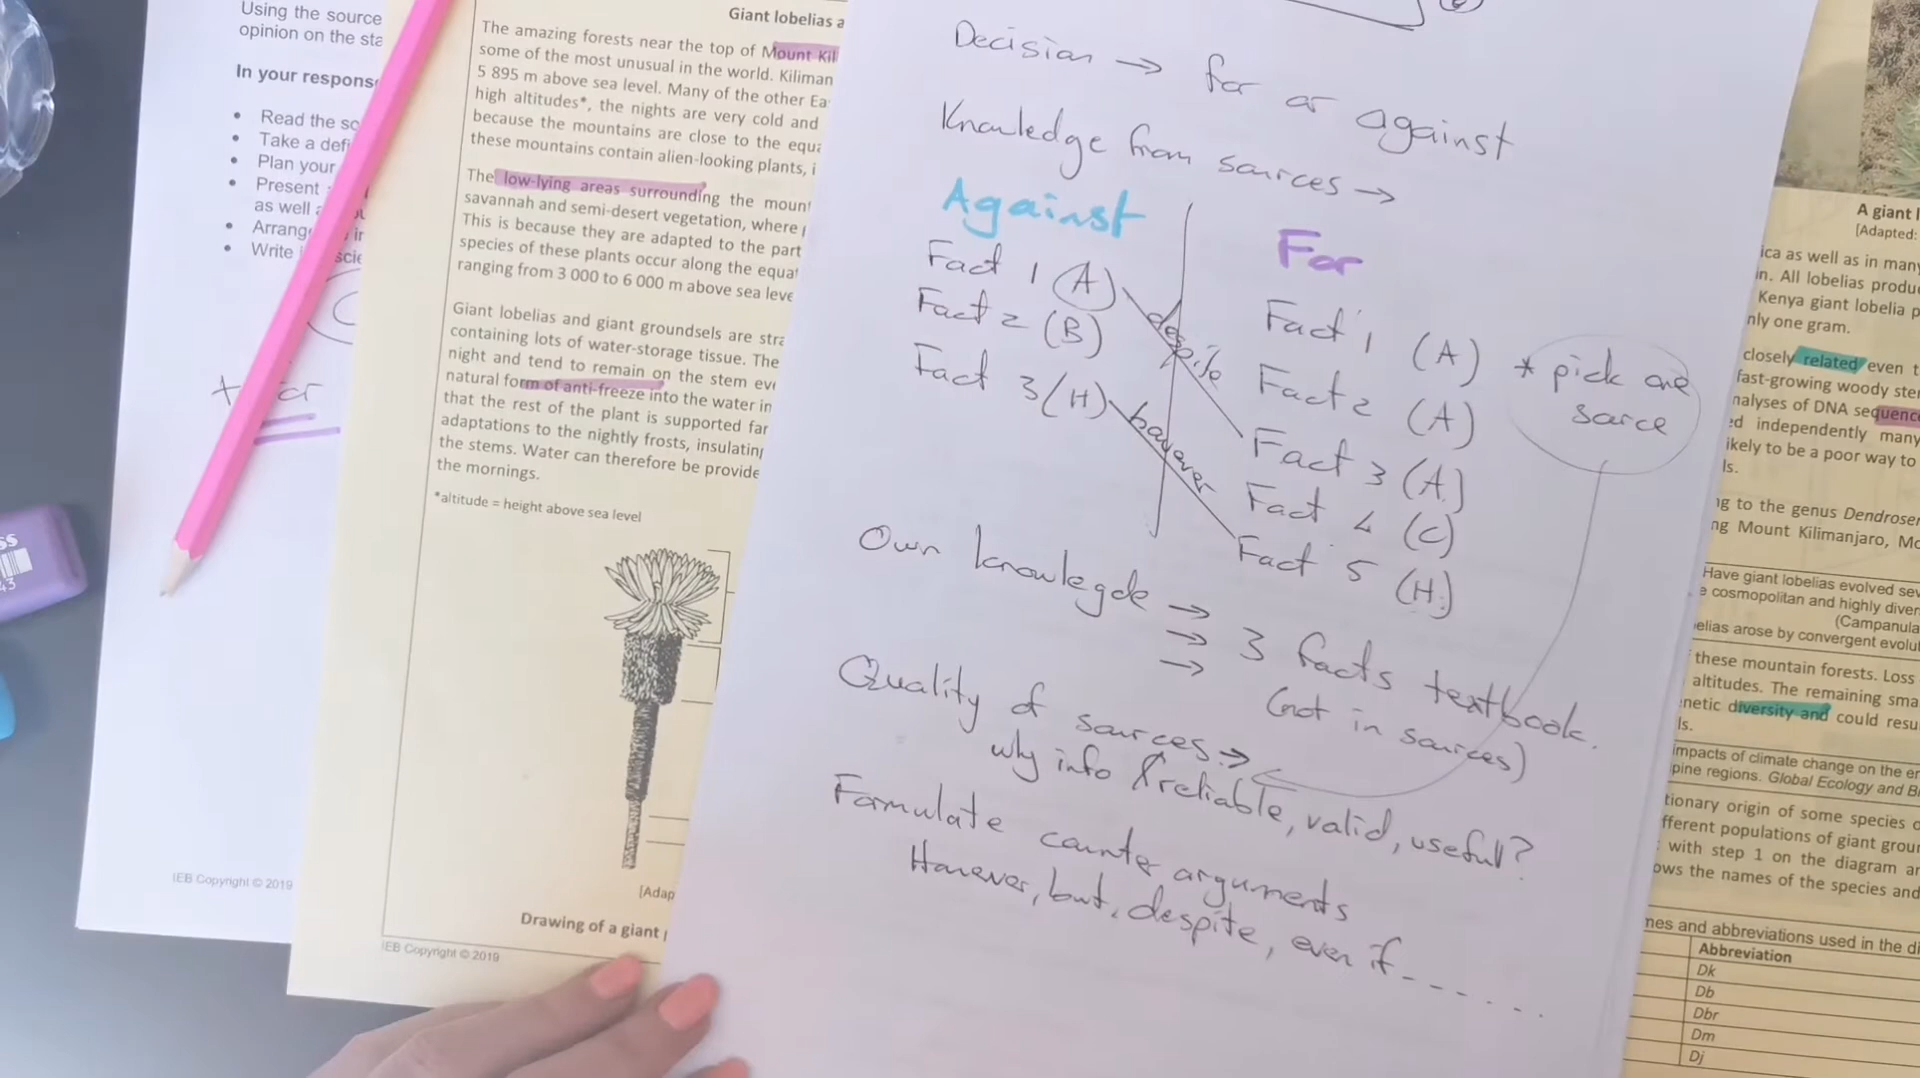 Using the source
opinion on the sta
In your response
• Read the so
• Take a defi
• Plan your
• Present
as well a
• Arrang in
• Write scie
IEB Copyright © 2019
Giant lobelias a
The amazing forests near the top of Mount Kil
some of the most unusual in the world. Kiliman
5 895 m above sea level. Many of the other Ea
high altitudes*, the nights are very cold and
because the mountains are close to the equa
these mountains contain alien-looking plants, i
The low-lying areas surrounding the moun
savannah and semi-desert vegetation, where
This is because they are adapted to the part
species of these plants occur along the equat
ranging from 3 000 to 6 000 m above sea leve
Giant lobelias and giant groundsels are stra
containing lots of water-storage tissue. The
night and tend to remain on the stem eve
natural form of anti-freeze into the water in
that the rest of the plant is supported far
adaptations to the nightly frosts, insulating
the stems. Water can therefore be provide
the mornings.
*altitude = height above sea level
[Adap
Drawing of a giant
IEB Copyright © 2019
Decision → for or against
Knowledge from sources →
Against
Fact 1 (A)
Fact 2 (B)
Fact 3 (H)
despite
however
For
Fact 1 (A)
Fact 2 (A)
Fact 3 (A)
Fact 4 (C)
Fact 5 (H)
* pick one
source
Own knowlegde →
→ 3 facts textbook.
→ (not in sources)
Quality of sources →
why info reliable, valid, useful?
Formulate counter arguments
However, but, despite, even if - - - - - -
A giant l
[Adapted:
ica as well as in many
n. All lobelias produ
Kenya giant lobelia p
nly one gram.
closely related even t
fast-growing woody ste
nalyses of DNA sequence
ed independently many
ikely to be a poor way to
ls.
ng to the genus Dendrosen
ng Mount Kilimanjaro, Mo
Have giant lobelias evolved sev
e cosmopolitan and highly diver
(Campanula
elias arose by convergent evolu
these mountain forests. Loss
altitudes. The remaining sma
netic diversity and could resu
ls.
impacts of climate change on the en
pine regions. Global Ecology and B
tionary origin of some species o
fferent populations of giant grou
with step 1 on the diagram an
ows the names of the species and
mes and abbreviations used in the di
Abbreviation
Dk
Db
Dbr
Dm
Dj